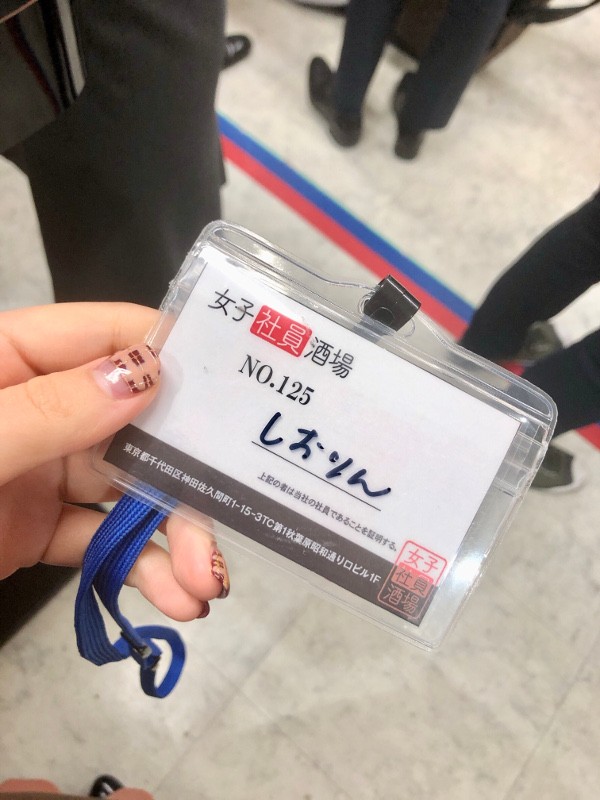 女子社員酒場
NO.125
しおりん
上記の者は当社の社員であることを証明する。
東京都千代田区神田佐久間町1-15-3TC第1秋葉原昭和通り口ビル1F
女子
社員
酒場